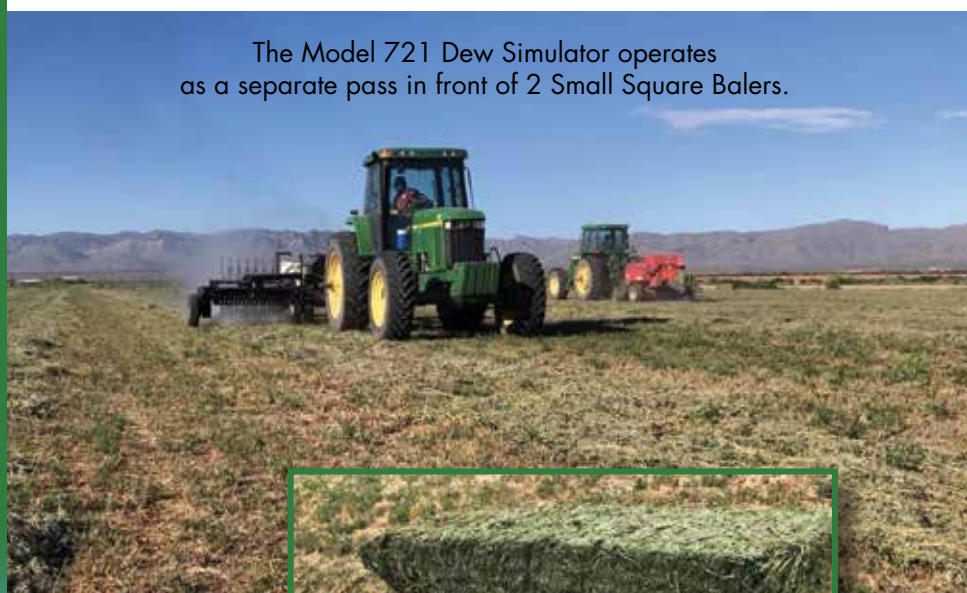 The Model 721 Dew Simulator operates
as a separate pass in front of 2 Small Square Balers.